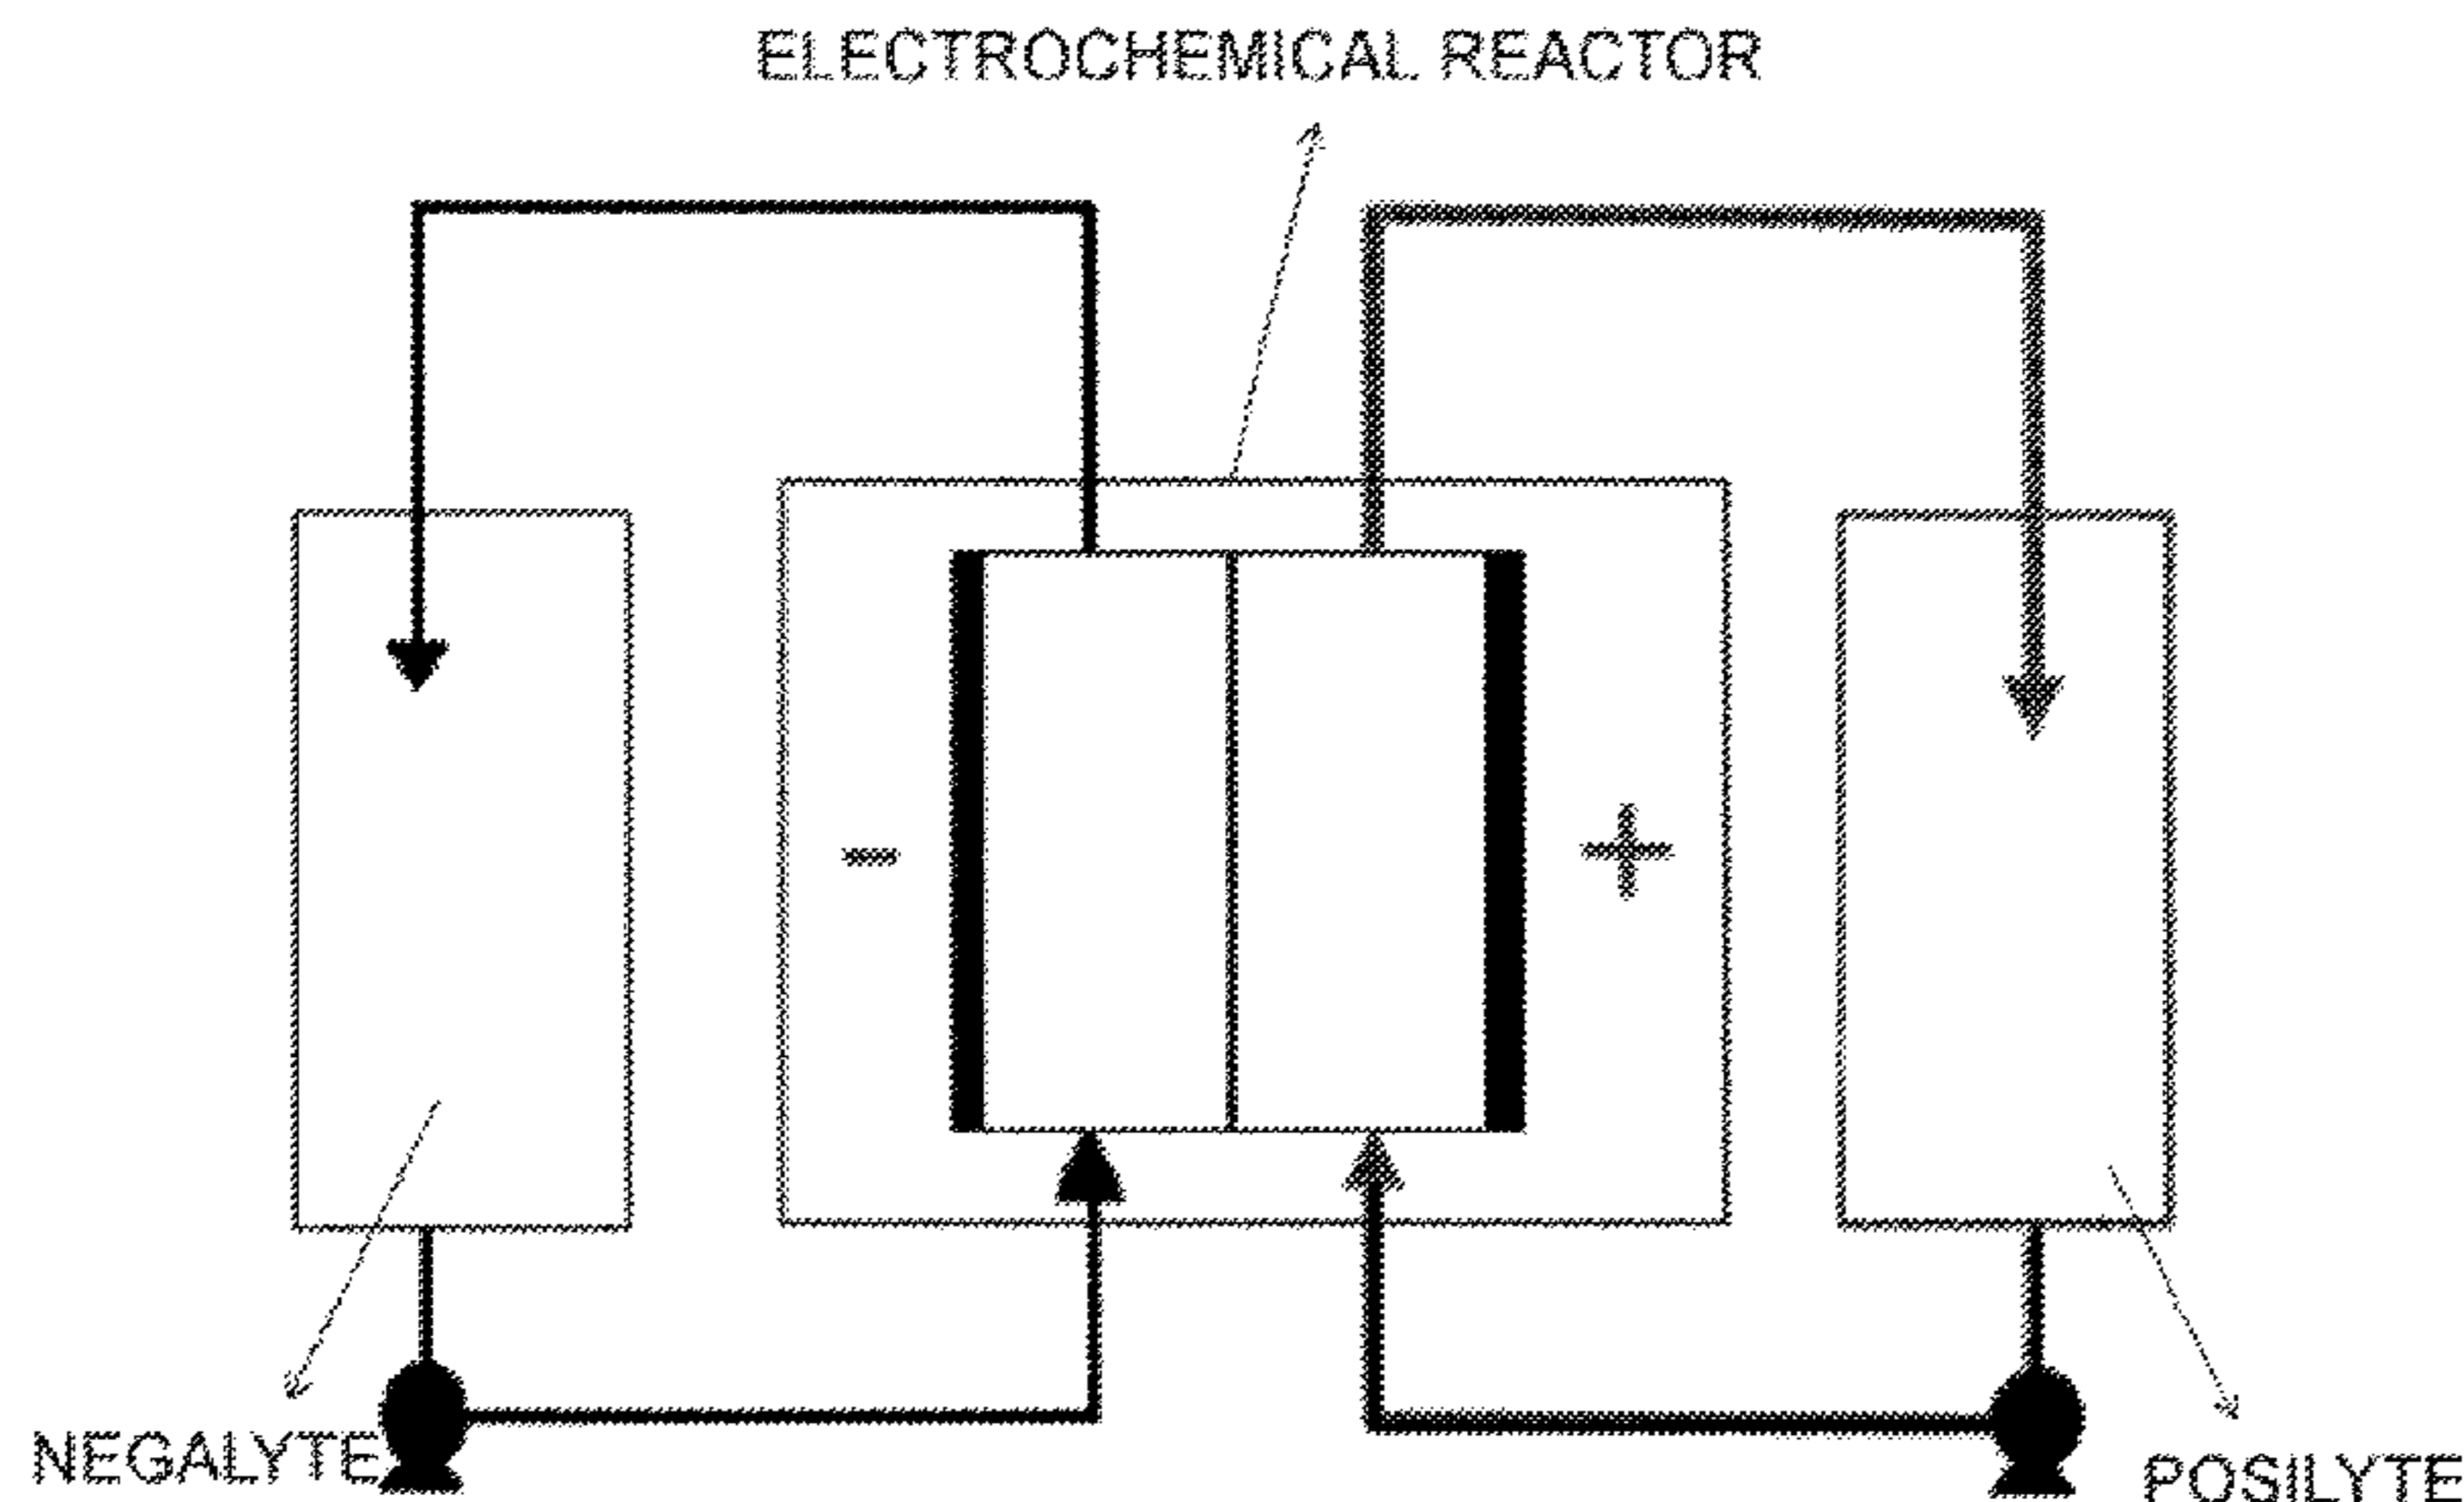 ELECTROCHEMICAL REACTOR
-
+
NEGALYTE
POSILYTE